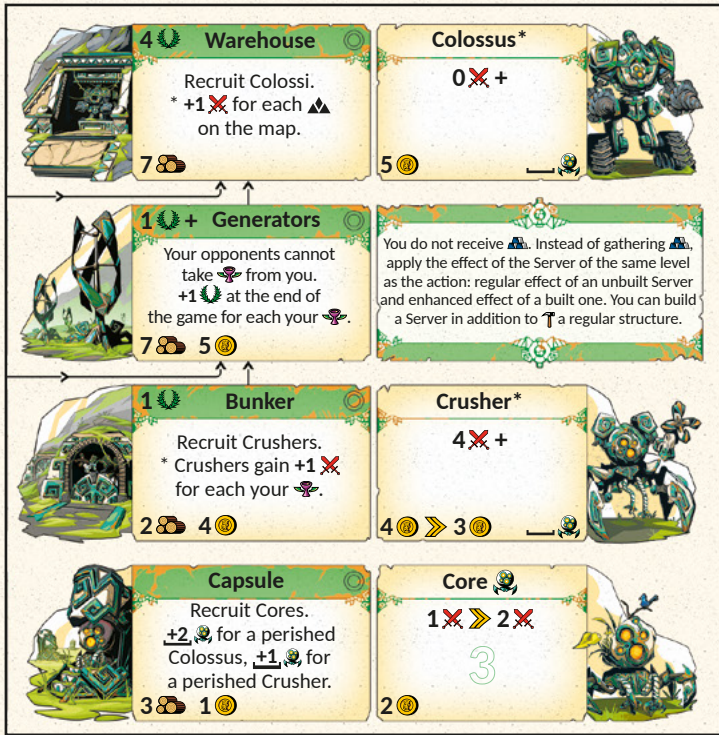 4 Warehouse
Recruit Colossi.
* +1 for each
on the map.
7
Colossus*
0 +
5
1 + Generators
Your opponents cannot
take from you.
+1 at the end of
the game for each your .
7 5
You do not receive . Instead of gathering ,
apply the effect of the Server of the same level
as the action: regular effect of an unbuilt Server
and enhanced effect of a built one. You can build
a Server in addition to a regular structure.
1 Bunker
Recruit Crushers.
* Crushers gain +1
for each your .
2 4
Crusher*
4 +
4 3
Capsule
Recruit Cores.
+2 for a perished
Colossus, +1 for
a perished Crusher.
3 1
Core
1 2
3
2